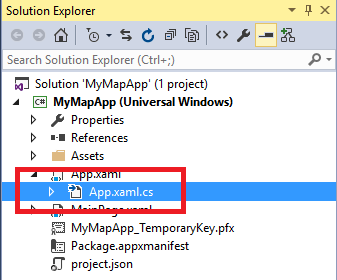 Solution Explorer
Search Solution Explorer (Ctrl+;)
Solution 'MyMapApp' (1 project)
C# MyMapApp (Universal Windows)
Properties
References
Assets
App.xaml
App.xaml.cs
MainPage.xaml
MyMapApp_TemporaryKey.pfx
Package.appxmanifest
project.json